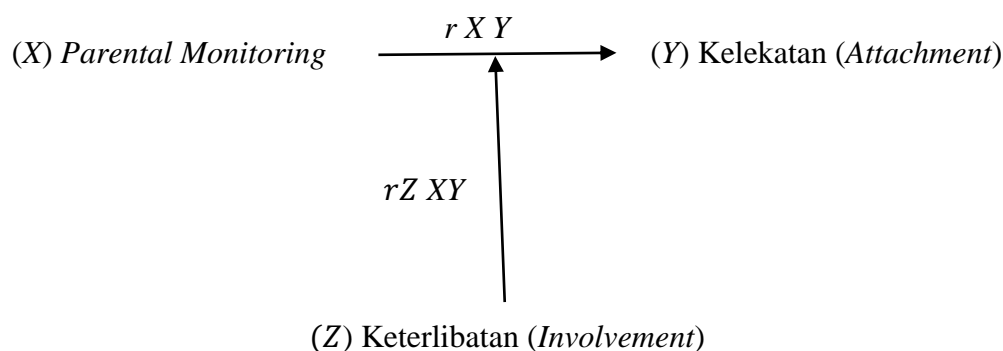 r X Y
(X) Parental Monitoring (Y) Kelekatan (Attachment)
rZ XY
(Z) Keterlibatan (Involvement)